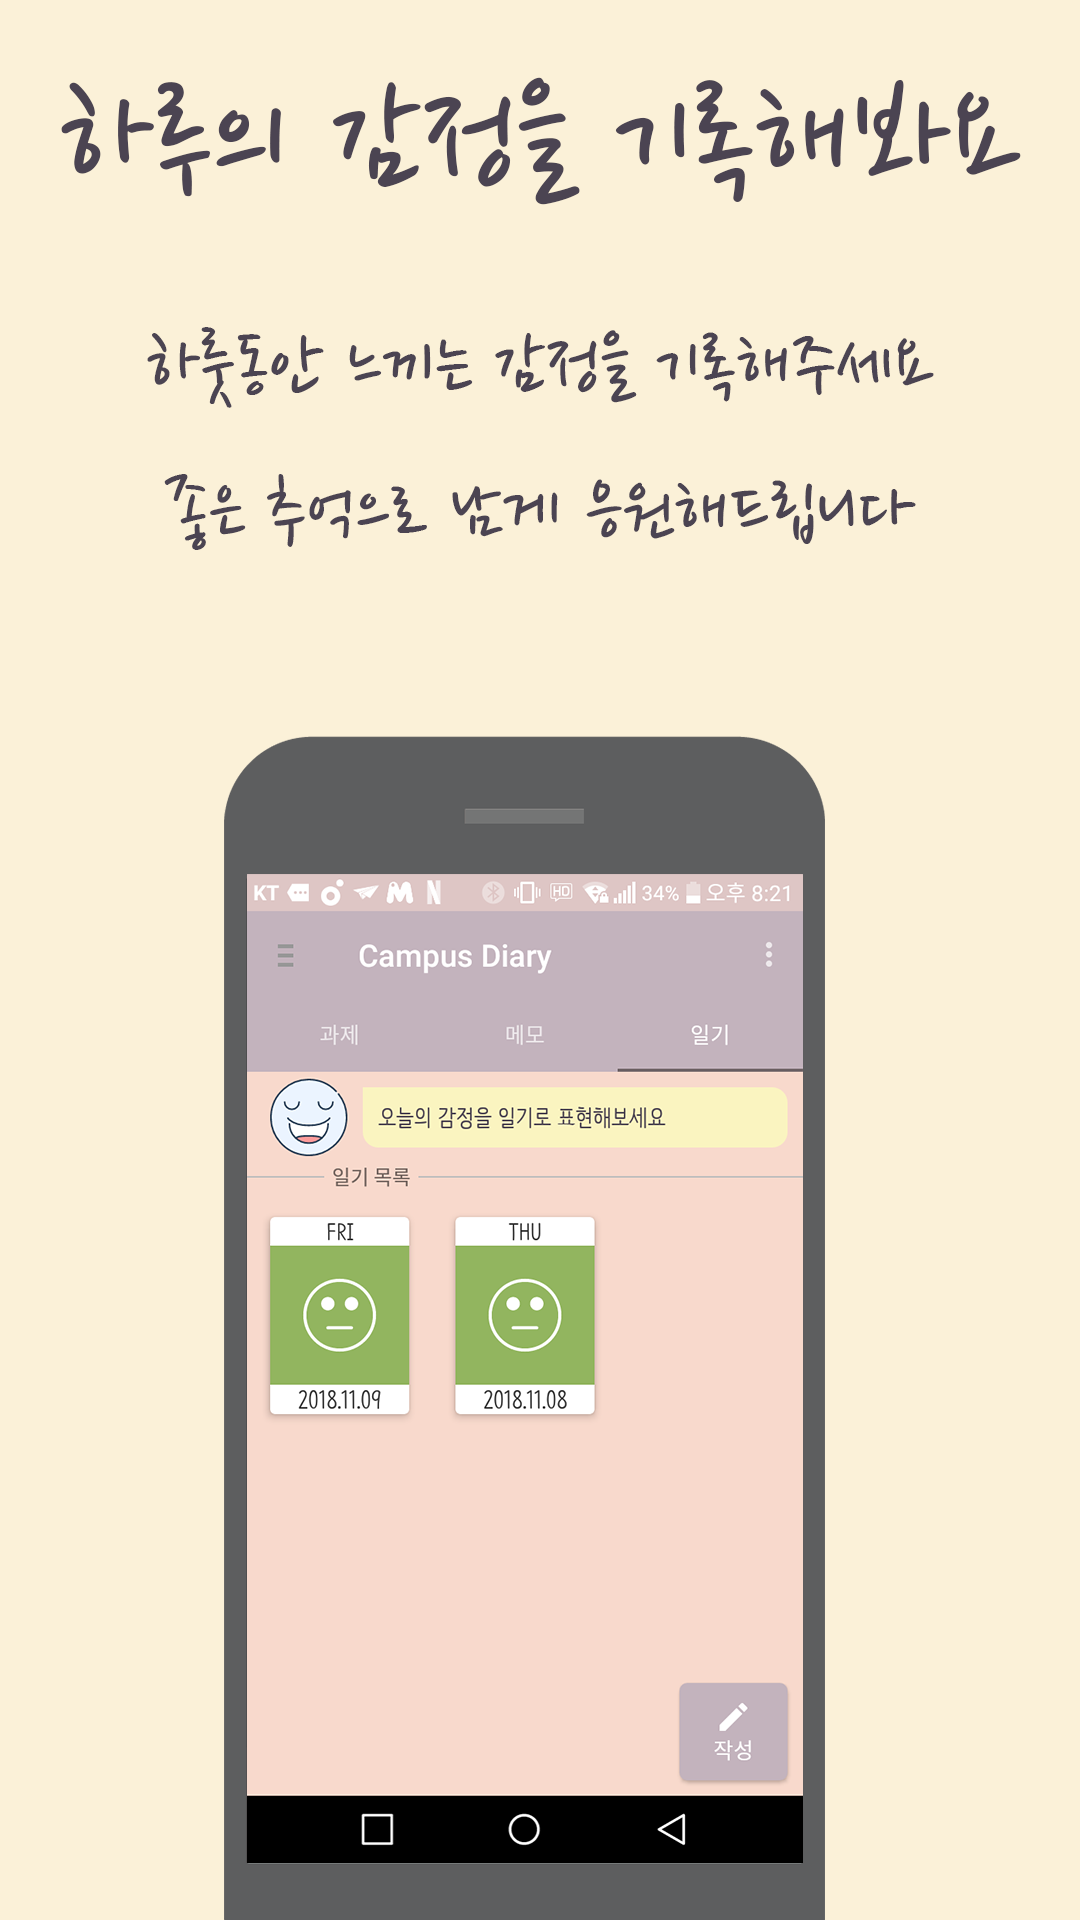 하루의 감정을 기록해봐요
하룻동안 느끼는 감정을 기록해주세요
좋은 추억으로 남게 응원해드립니다
KT HD 34% 오후 8:21
Campus Diary
과제 메모 일기
오늘의 감정을 일기로 표현해보세요
일기 목록
FRI THU
2018.11.09 2018.11.08
작성